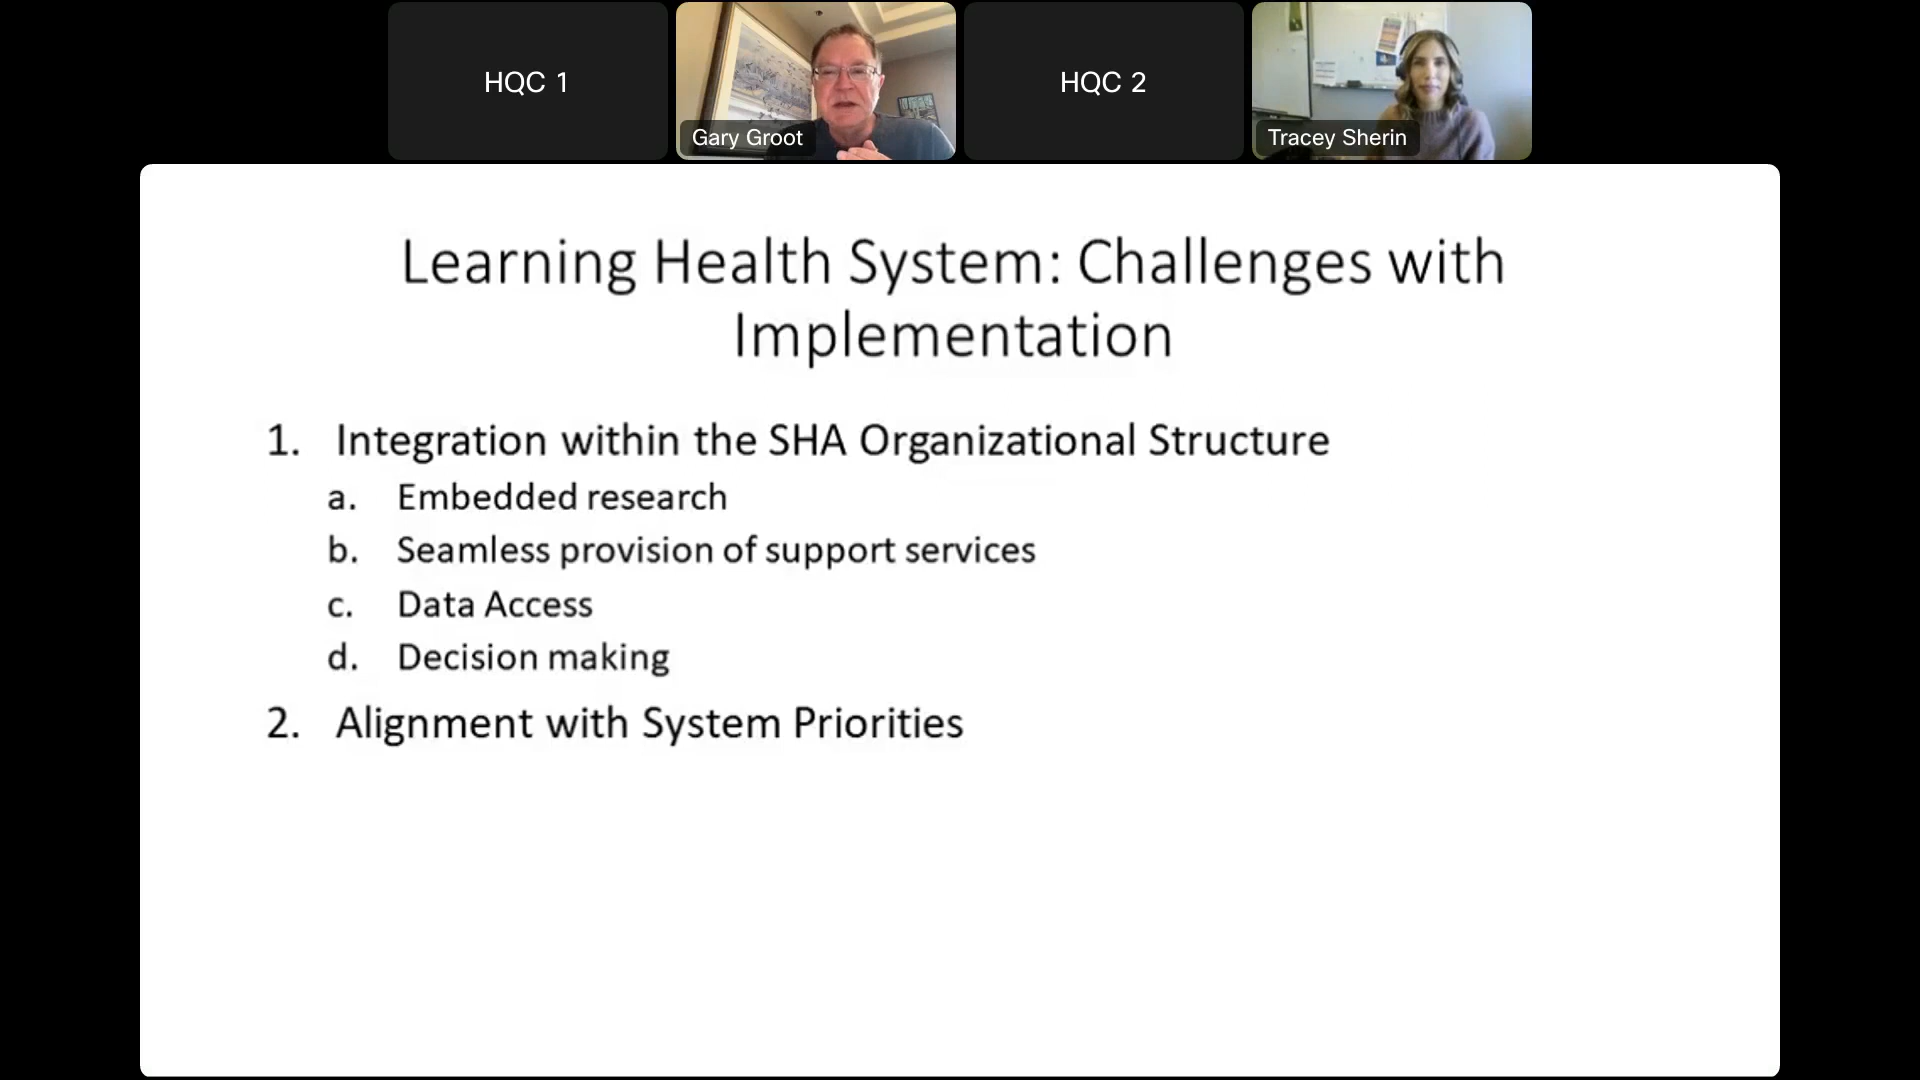 HQC 1
Gary Groot
HQC 2
Tracey Sherin
Learning Health System: Challenges with
Implementation
1. Integration within the SHA Organizational Structure
a. Embedded research
b. Seamless provision of support services
c. Data Access
d. Decision making
2. Alignment with System Priorities